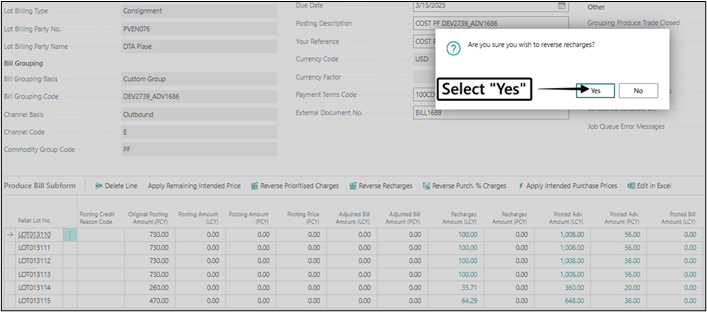 Lot Billing Type Consignment
Lot Billing Party No. PVEN076
Lot Billing Party Name DTA Plase
Bill Grouping
Bill Grouping Basis Custom Group
Bill Grouping Code DEV2739_ADV1686
Channel Basis Outbound
Channel Code E
Commodity Group Code PF
Due Date 3/15/2025
Posting Description COST PF DEV2739_ADV1686
Your Reference COST P
Currency Code USD
Currency Factor
Payment Terms Code 100CD
External Document No. BILL1689
Other
Grouping Produce Trade Closed
Are you sure you wish to reverse recharges?
Select "Yes"
Yes No
Job Queue Error Messages
Produce Bill Subform Delete Line Apply Remaining Intended Price Reverse Prioritised Charges Reverse Recharges Reverse Purch. % Charges Apply Intended Purchase Prices Edit in Excel
Pallet Lot No. Posting Credit Reason Code Original Posting Amount (PCY) Posting Amount (LCY) Posting Amount (PCY) Posting Price (PCY) Adjusted Bill Amount (LCY) Adjusted Bill Amount (PCY) Recharges Amount (LCY) Recharges Amount (PCY) Posted Adv. Amount (LCY) Posted Adv. Amount (PCY) Posted Bill Amount (LCY)
LOT013110 730.00 0.00 0.00 0.00 0.00 0.00 100.00 0.00 1,008.00 56.00 0.00
LOT013111 730.00 0.00 0.00 0.00 0.00 0.00 100.00 0.00 1,008.00 56.00 0.00
LOT013112 730.00 0.00 0.00 0.00 0.00 0.00 100.00 0.00 1,008.00 56.00 0.00
LOT013113 730.00 0.00 0.00 0.00 0.00 0.00 100.00 0.00 1,008.00 56.00 0.00
LOT013114 260.00 0.00 0.00 0.00 0.00 0.00 35.71 0.00 360.00 20.00 0.00
LOT013115 470.00 0.00 0.00 0.00 0.00 0.00 64.29 0.00 648.00 36.00 0.00